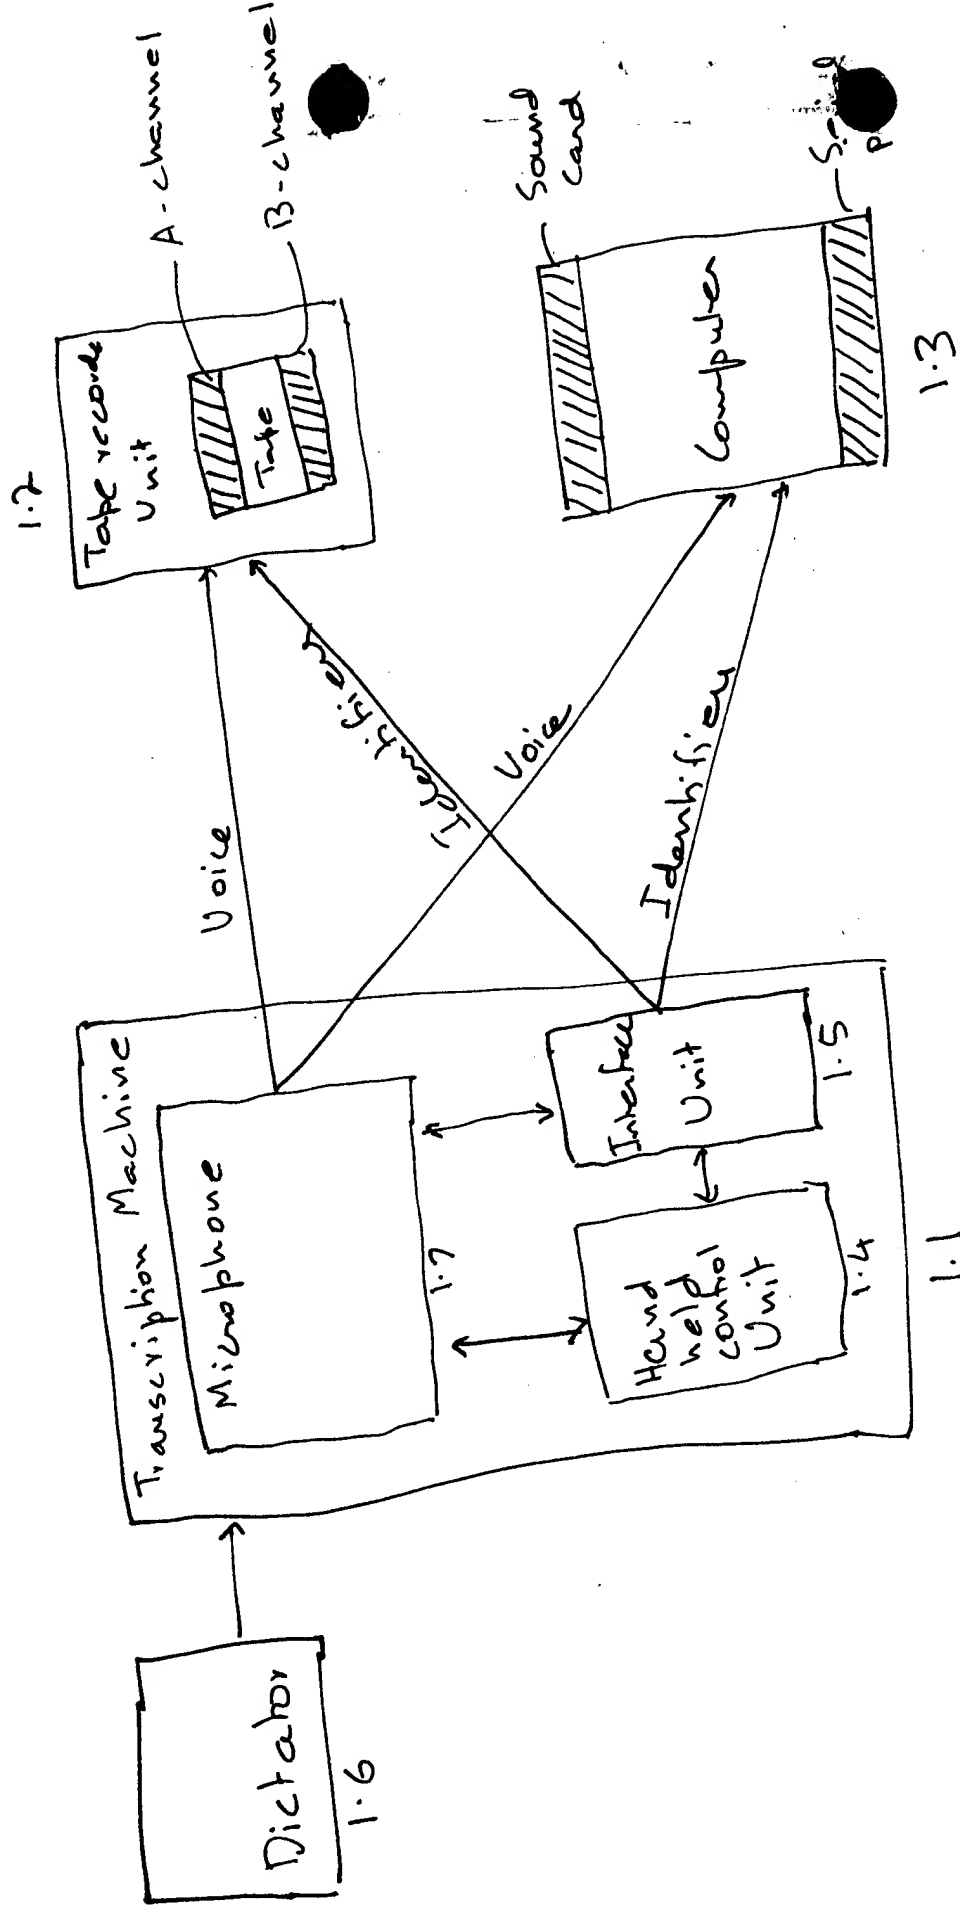 Dictator
1.6
Transcription Machine
Microphone
1.7
Hand
held
control
Unit
1.4
Interface
Unit
1.5
1.1
Voice
Identifier
Voice
Identifier
1.2
Tape records
Unit
Tape
A-channel
B-channel
Sound
card
Computer
1.3